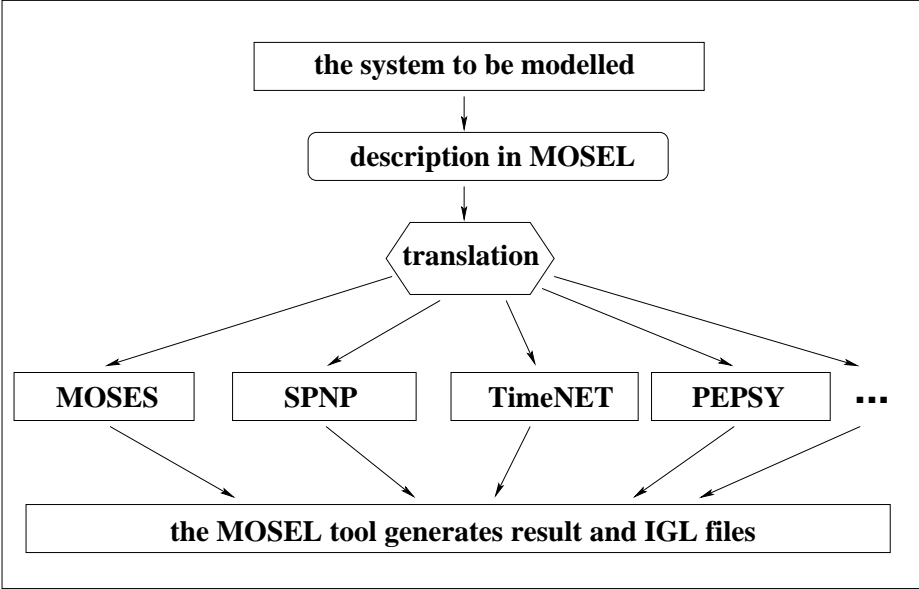 the system to be modelled
description in MOSEL
translation
MOSES SPNP TimeNET PEPSY ...
the MOSEL tool generates result and IGL files